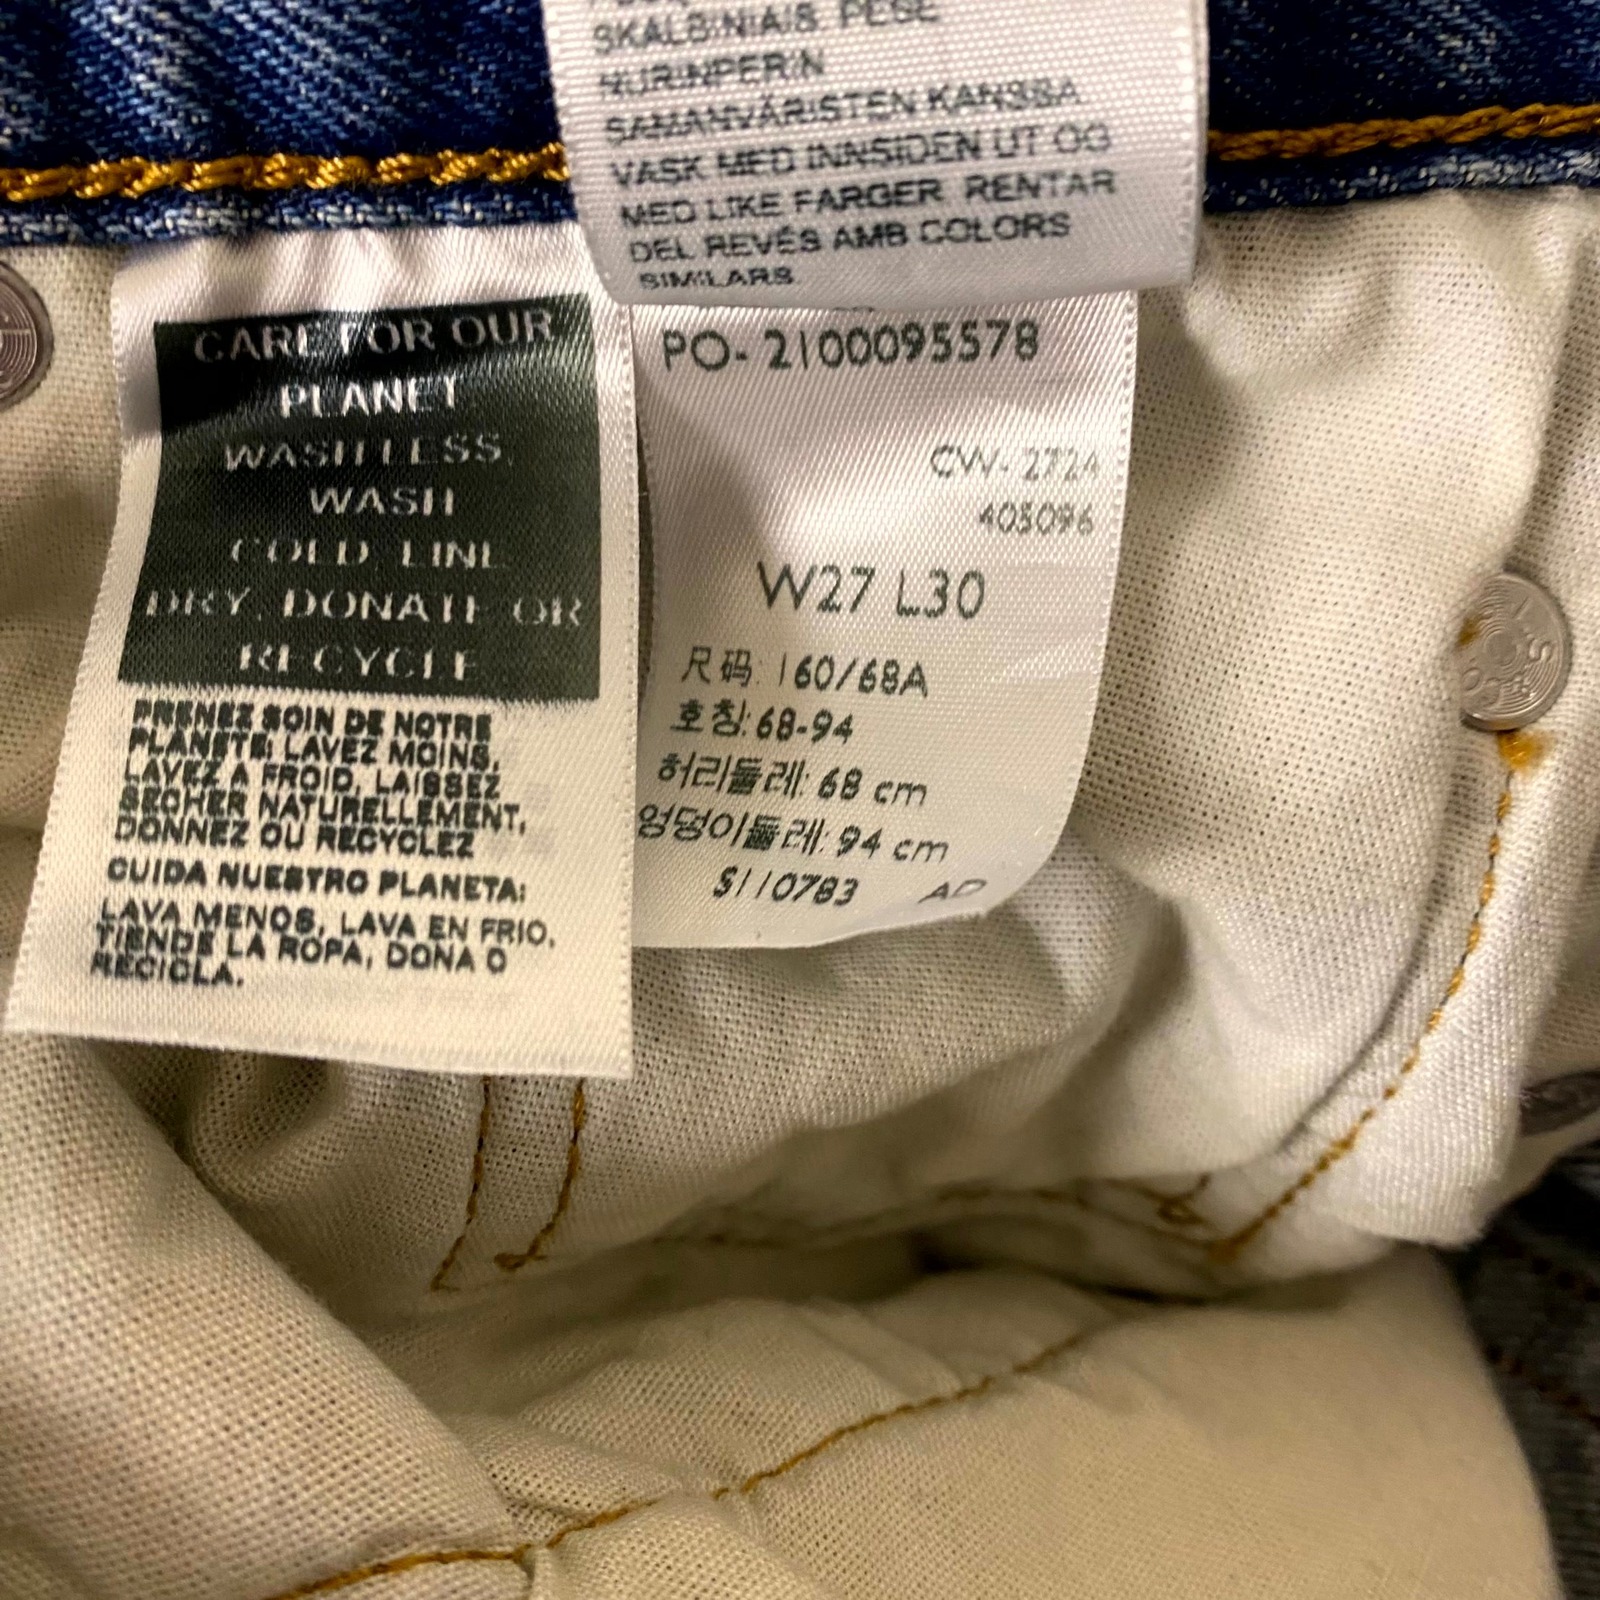 SKALBINIAIS PESE
NURINPERIN
SAMANVÄRISTEN KANSSA
VASK MED INNSIDEN UT OG
MED LIKE FARGER RENTAR
DEL REVÉS AMB COLORS
SIMILARS.
CARE FOR OUR
PLANET
WASH LESS,
WASH
COLD, LINE
DRY, DONATE OR
RECYCLE
PRENEZ SOIN DE NOTRE
PLANETE: LAVEZ MOINS,
LAVEZ A FROID, LAISSEZ
SECHER NATURELLEMENT,
DONNEZ OU RECYCLEZ
CUIDA NUESTRO PLANETA:
LAVA MENOS, LAVA EN FRIO,
TIENDE LA ROPA, DONA O
RECICLA.
PO- 2100095578
CW- 2724
405096
W27 L30
尺码: 160/68A
호칭: 68-94
허리둘레: 68 cm
엉덩이둘레: 94 cm
S110783 AD